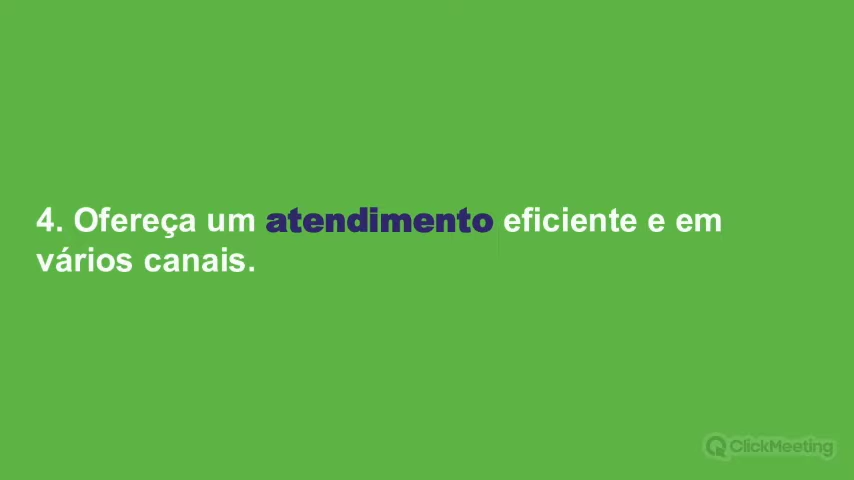 4. Ofereça um atendimento eficiente e em
vários canais.
ClickMeeting